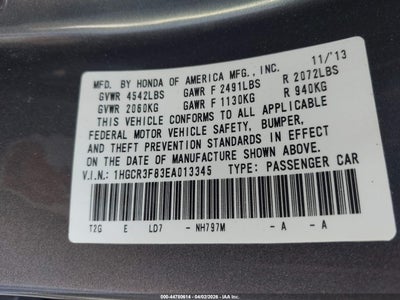 MFD. BY HONDA OF AMERICA MFG., INC. 11/'13
GVWR 4542LBS GAWR F 2491LBS R 2072LBS
GVWR 2060KG GAWR F 1130KG R 940KG
THIS VEHICLE CONFORMS TO ALL APPLICABLE
FEDERAL MOTOR VEHICLE SAFETY, BUMPER,
AND THEFT PREVENTION STANDARDS IN EFFECT
ON THE DATE OF MANUFACTURE SHOWN ABOVE.
V.I.N.: 1HGCR3F83EA013345 TYPE: PASSENGER CAR
T2G E LD7 - NH797M - A - A
000-44780614 - 04/02/2026 - IAA Inc.